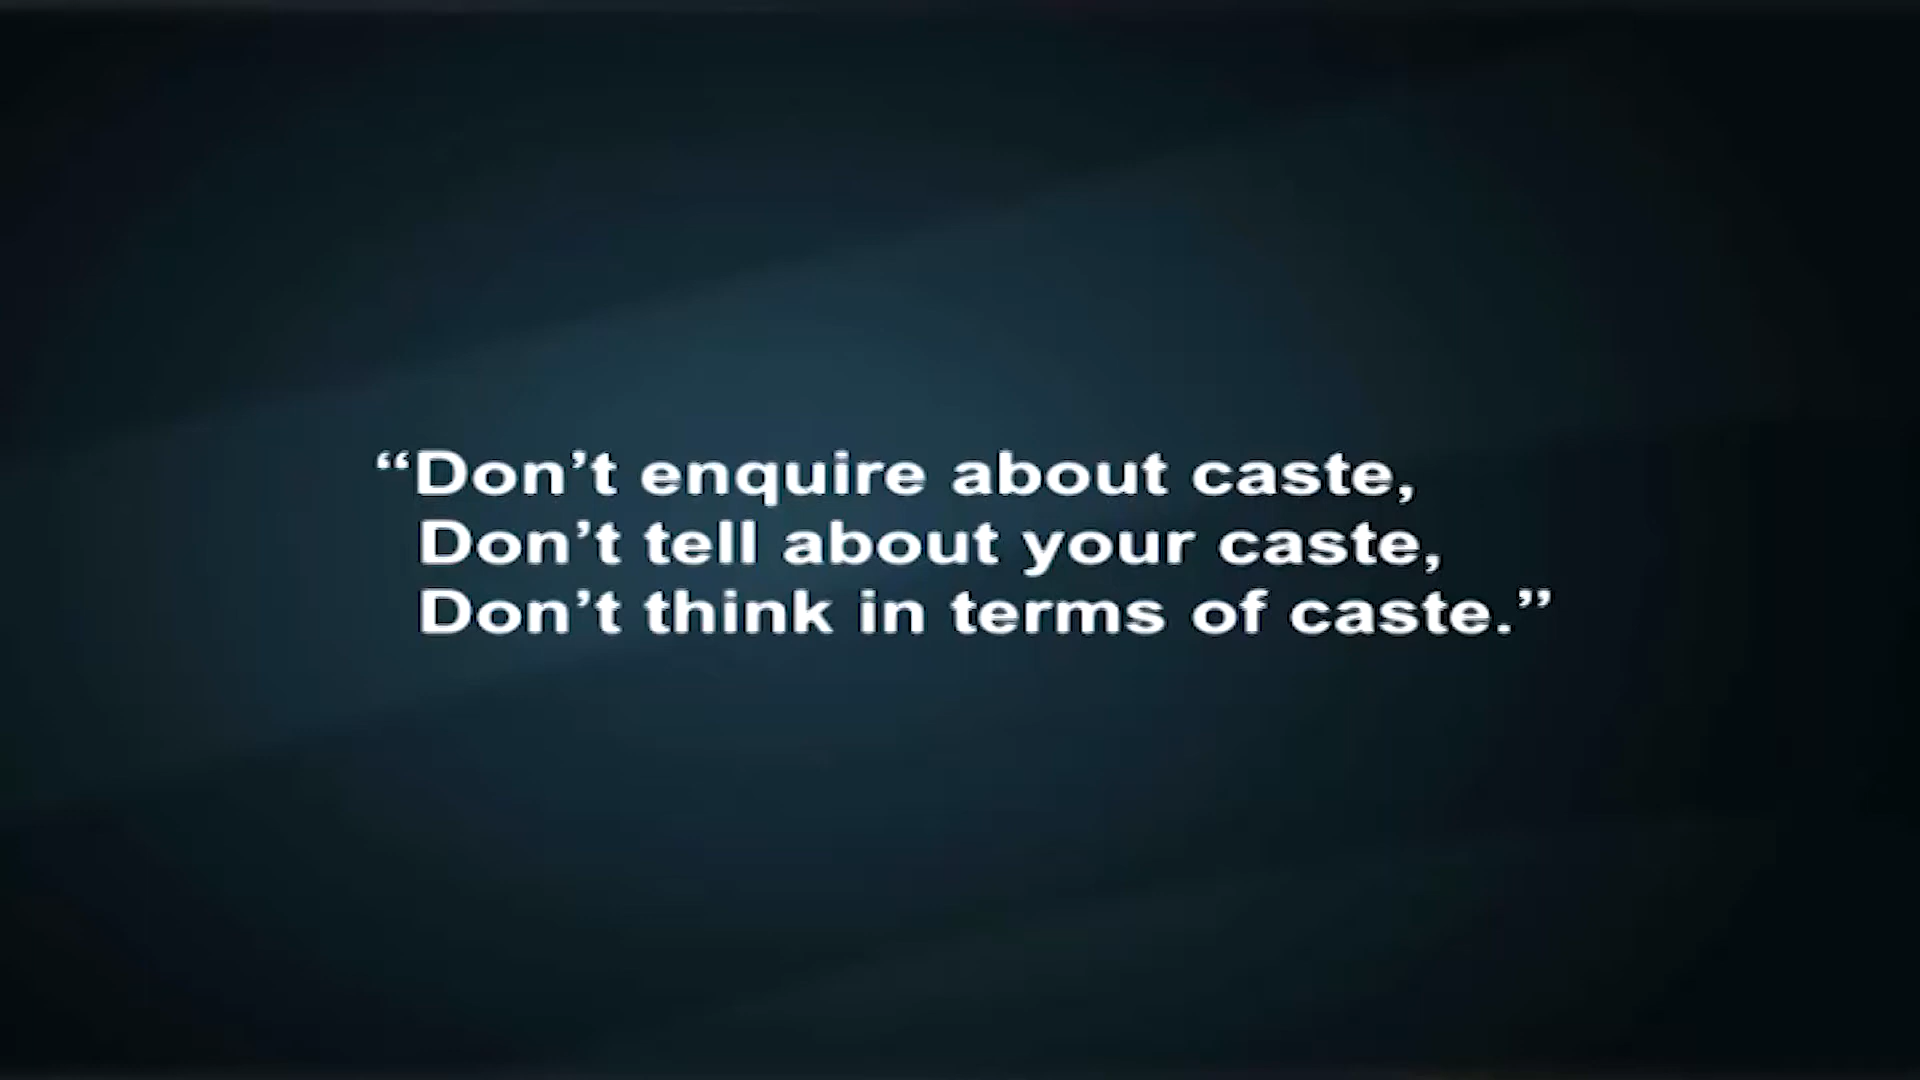 “Don’t enquire about caste,
Don’t tell about your caste,
Don’t think in terms of caste.”